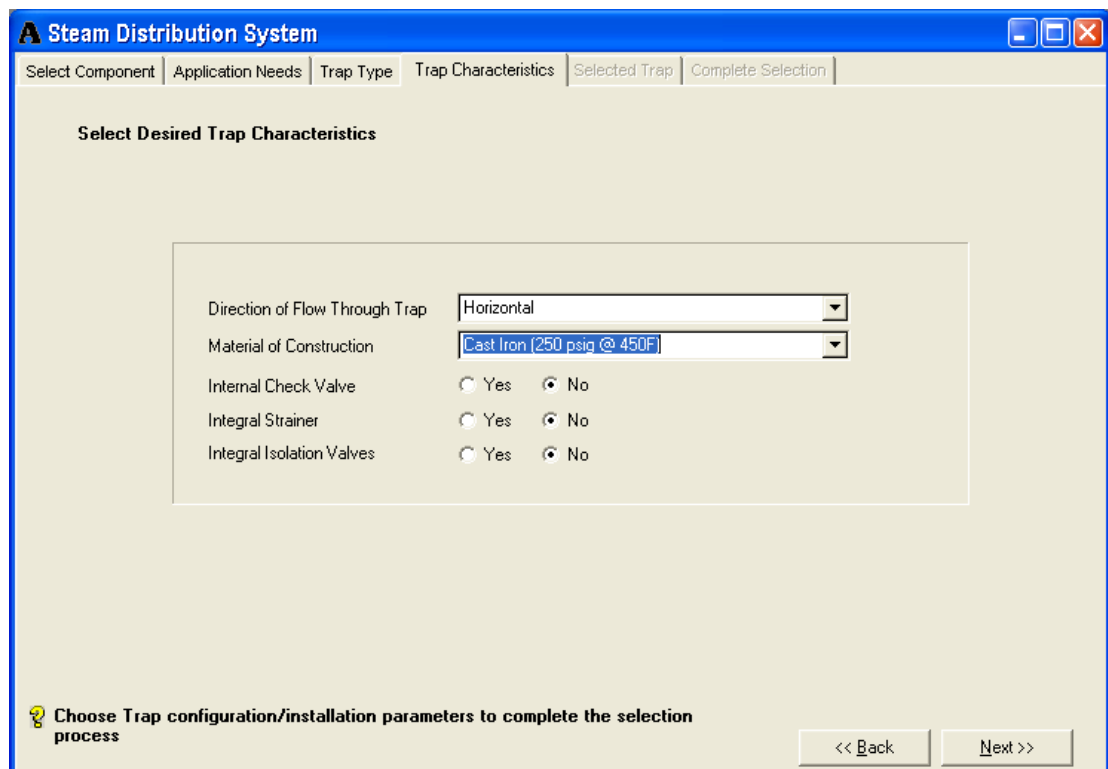 Steam Distribution System
Select Component Application Needs Trap Type Trap Characteristics Selected Trap Complete Selection
Select Desired Trap Characteristics
Direction of Flow Through Trap Horizontal
Material of Construction Cast Iron (250 psig @ 450F)
Internal Check Valve Yes No
Integral Strainer Yes No
Integral Isolation Valves Yes No
Choose Trap configuration/installation parameters to complete the selection
process
<< Back Next >>